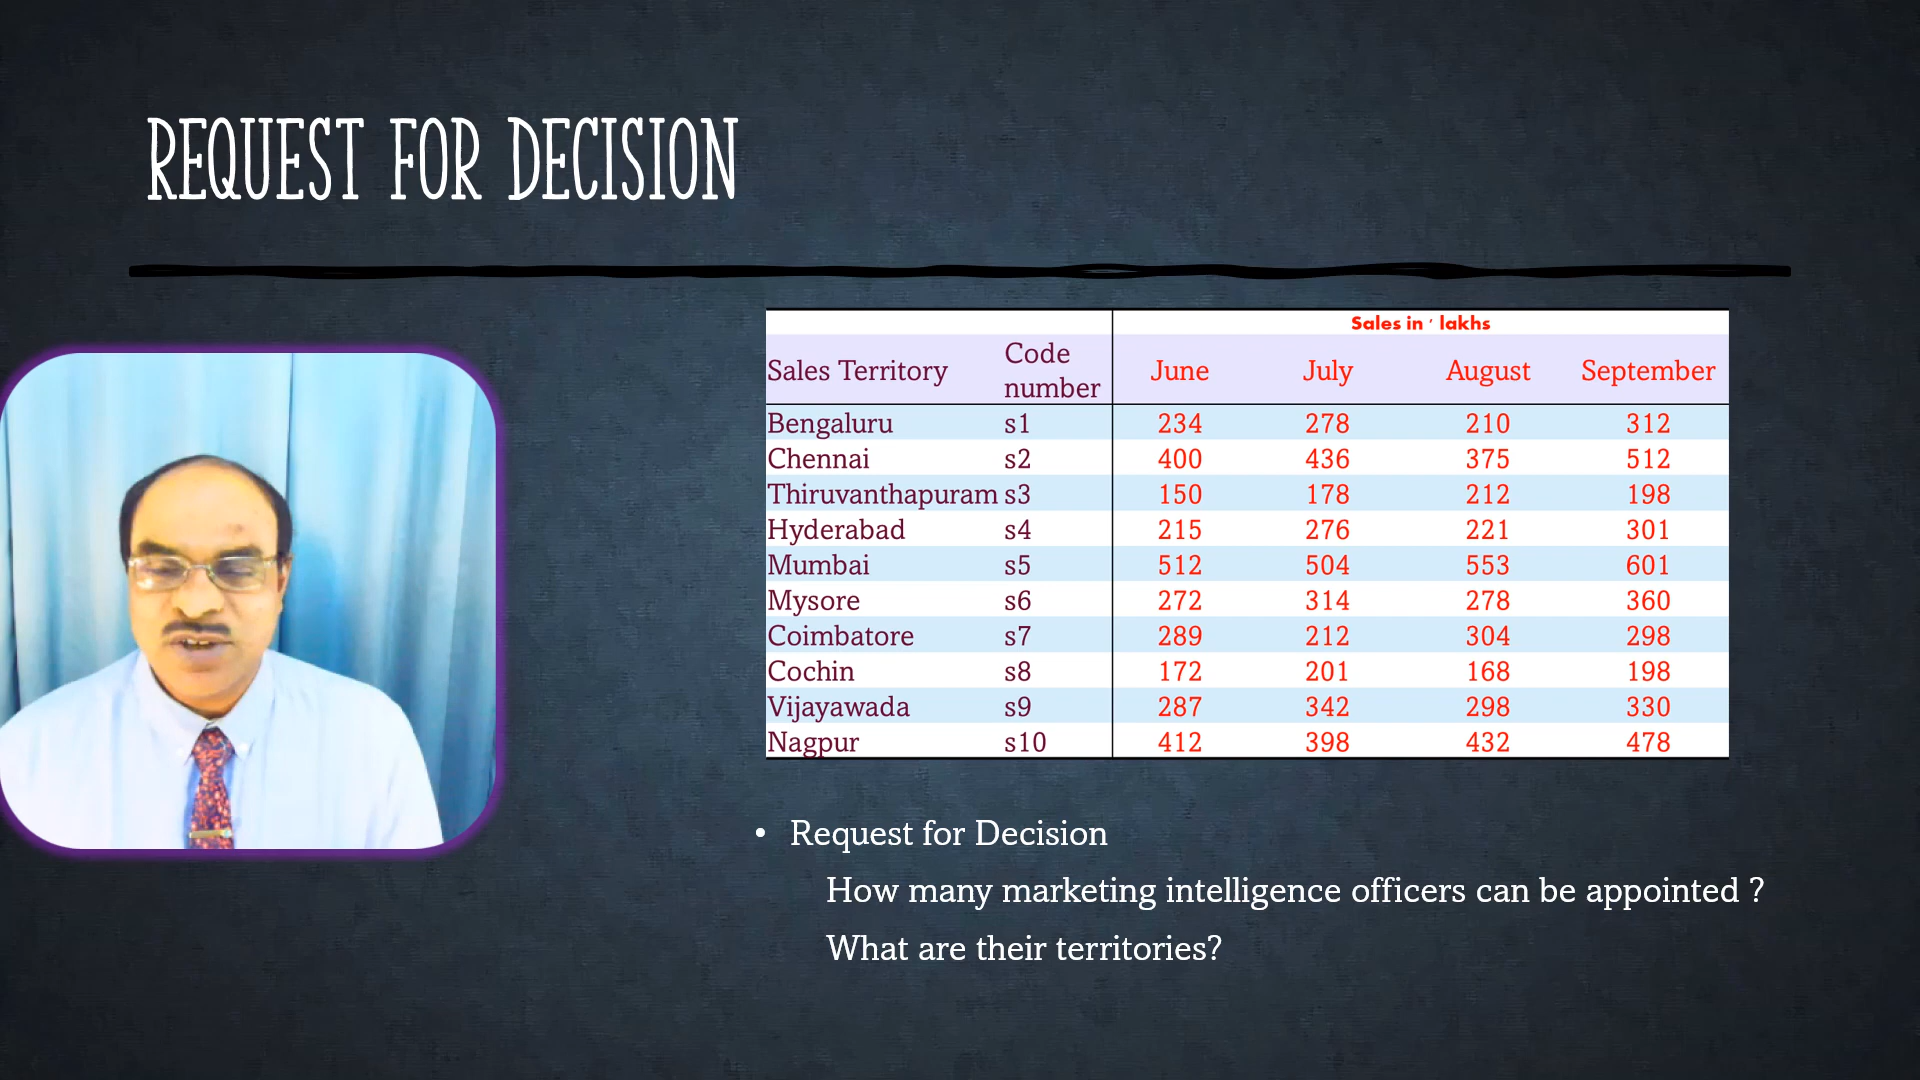 REQUEST FOR DECISION
Sales in ' lakhs
Sales Territory Code number June July August September
Bengaluru s1 234 278 210 312
Chennai s2 400 436 375 512
Thiruvanthapuram s3 150 178 212 198
Hyderabad s4 215 276 221 301
Mumbai s5 512 504 553 601
Mysore s6 272 314 278 360
Coimbatore s7 289 212 304 298
Cochin s8 172 201 168 198
Vijayawada s9 287 342 298 330
Nagpur s10 412 398 432 478
• Request for Decision
How many marketing intelligence officers can be appointed ?
What are their territories?